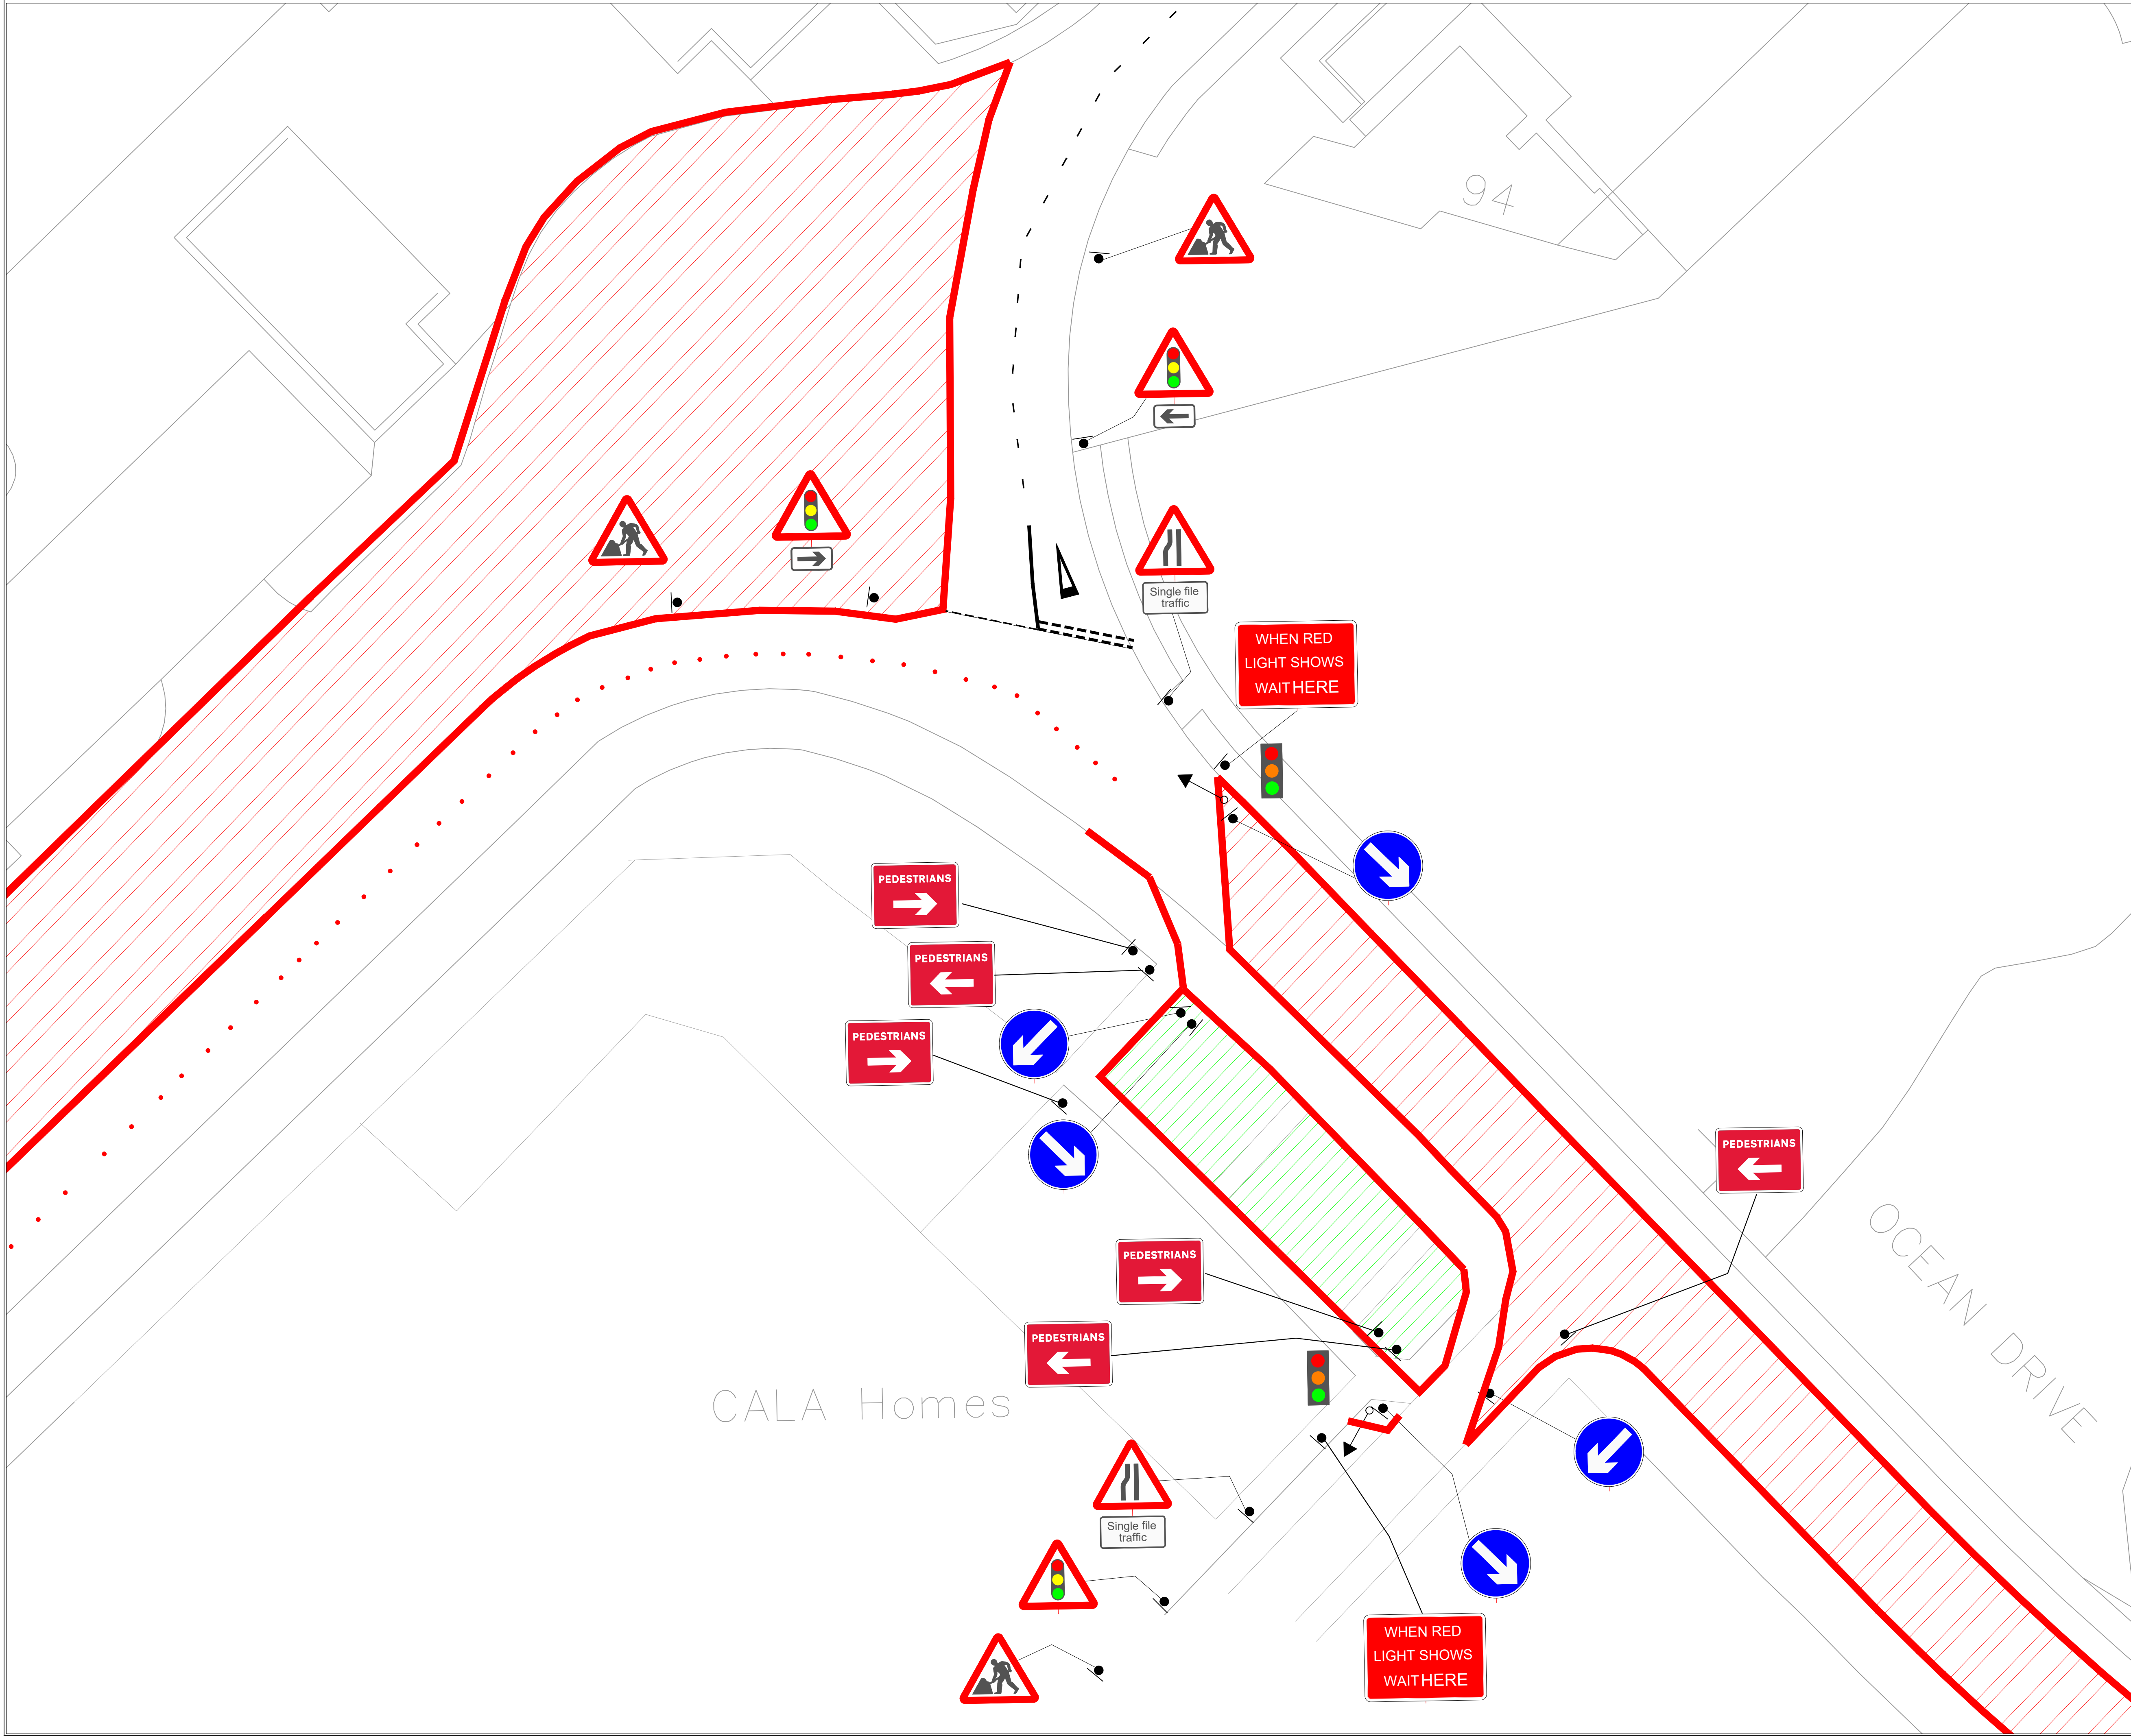 94
Single file
traffic
WHEN RED
LIGHT SHOWS
WAIT HERE
PEDESTRIANS
PEDESTRIANS
PEDESTRIANS
PEDESTRIANS
OCEAN DRIVE
PEDESTRIANS
PEDESTRIANS
CALA Homes
Single file
traffic
WHEN RED
LIGHT SHOWS
WAIT HERE